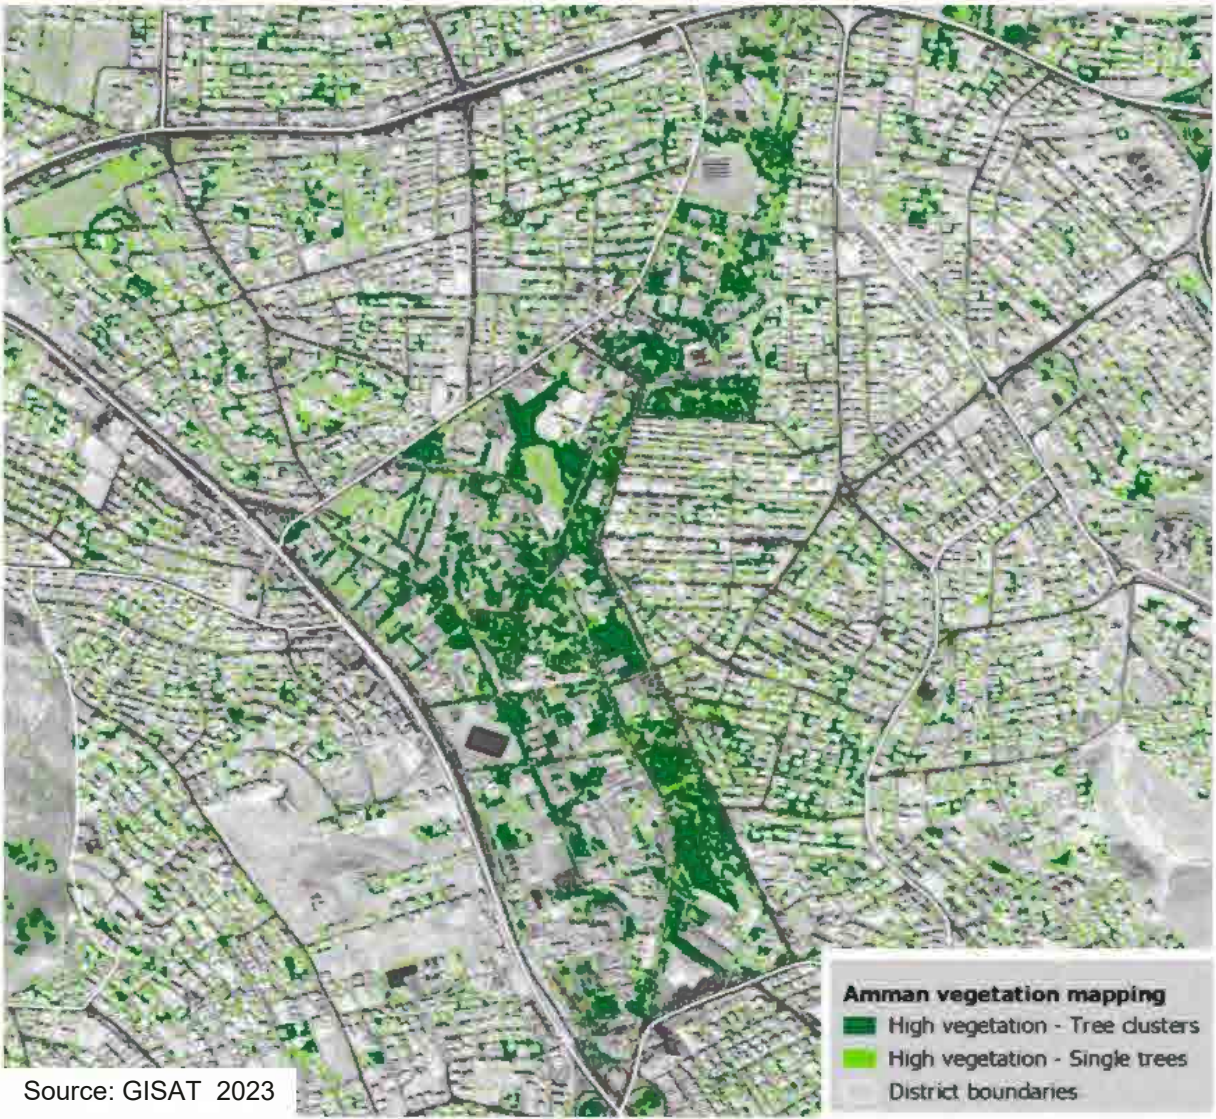 Amman vegetation mapping
High vegetation - Tree clusters
High vegetation - Single trees
District boundaries
Source: GISAT 2023